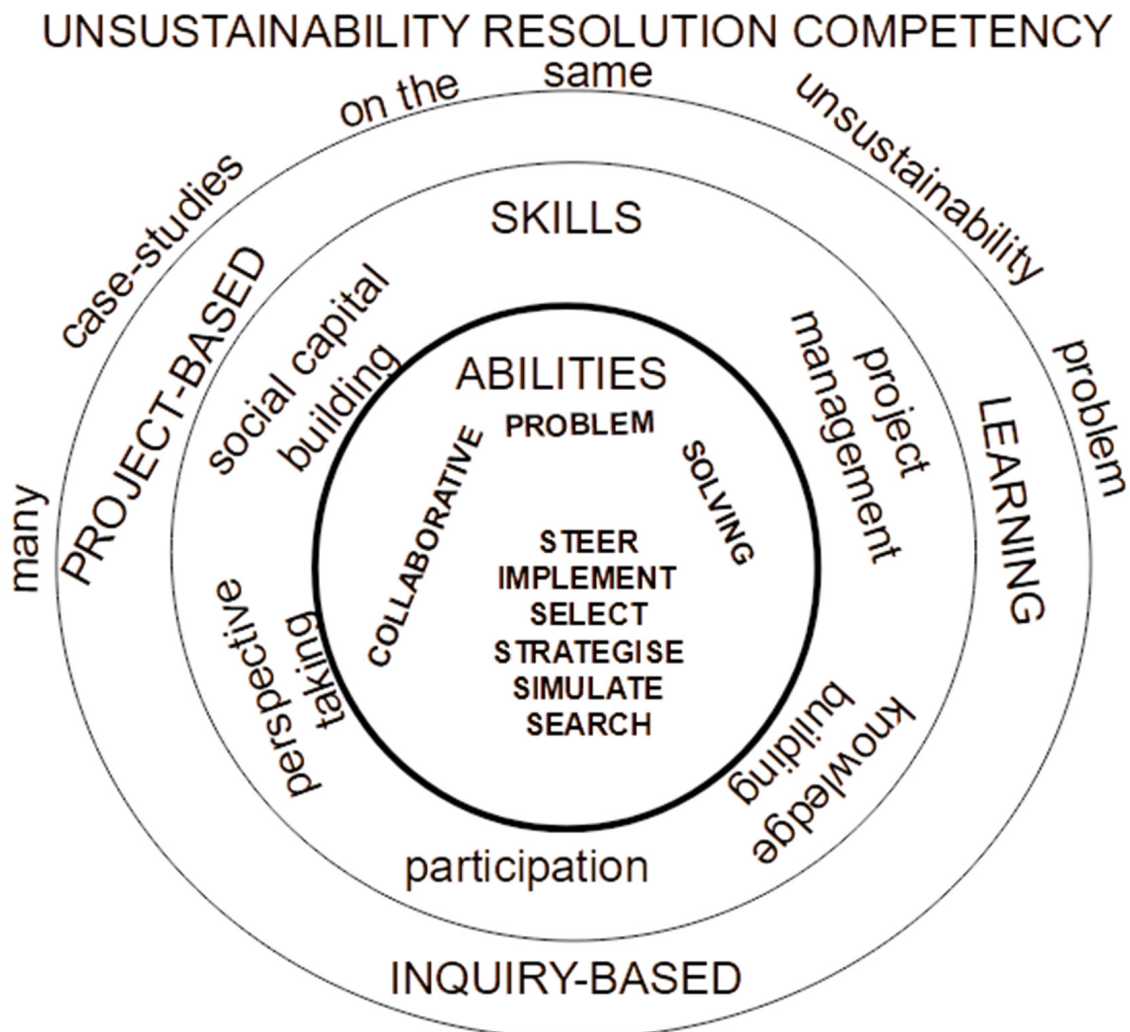 UNSUSTAINABILITY RESOLUTION COMPETENCY
many case-studies on the same unsustainability problem
PROJECT-BASED
INQUIRY-BASED
LEARNING
SKILLS
social capital
building
project
management
perspective
taking
participation
knowledge
building
ABILITIES
COLLABORATIVE PROBLEM SOLVING
STEER
IMPLEMENT
SELECT
STRATEGISE
SIMULATE
SEARCH